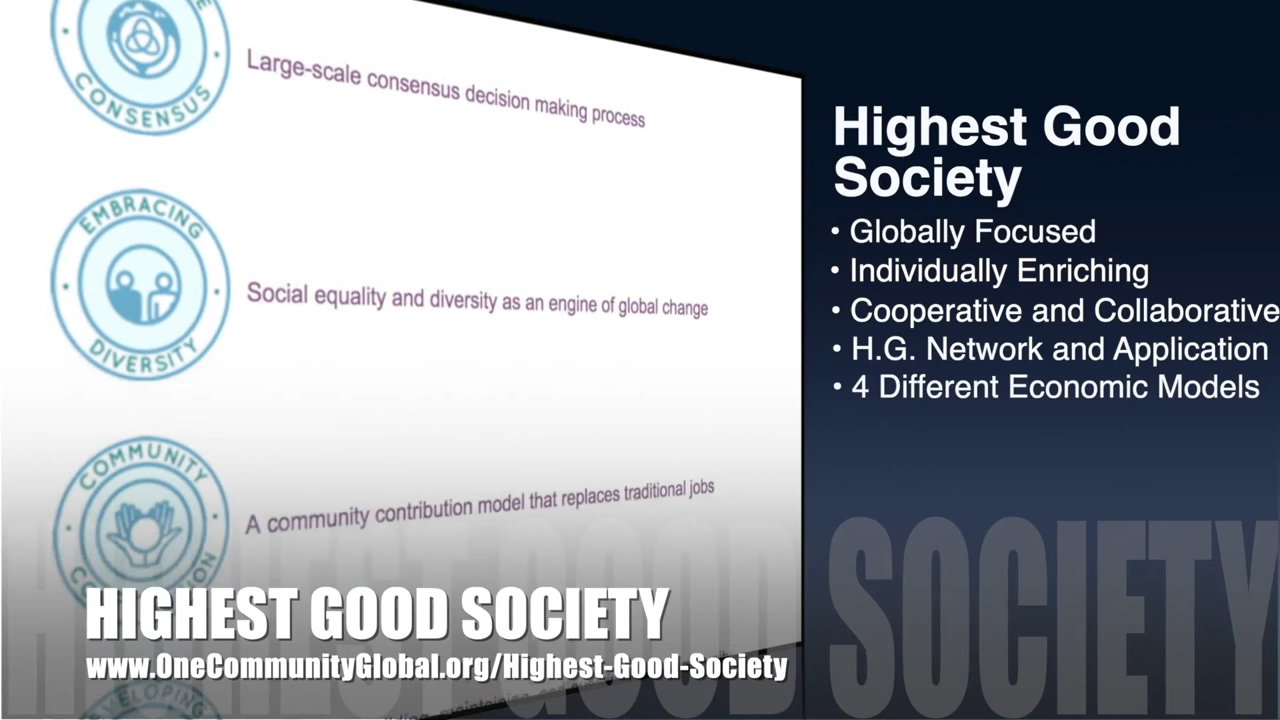 CONSENSUS
Large-scale consensus decision making process
EMBRACING
DIVERSITY
Social equality and diversity as an engine of global change
COMMUNITY
A community contribution model that replaces traditional jobs
Highest Good
Society
• Globally Focused
• Individually Enriching
• Cooperative and Collaborative
• H.G. Network and Application
• 4 Different Economic Models
HIGHEST GOOD SOCIETY
HIGHEST GOOD SOCIETY
www.OneCommunityGlobal.org/Highest-Good-Society